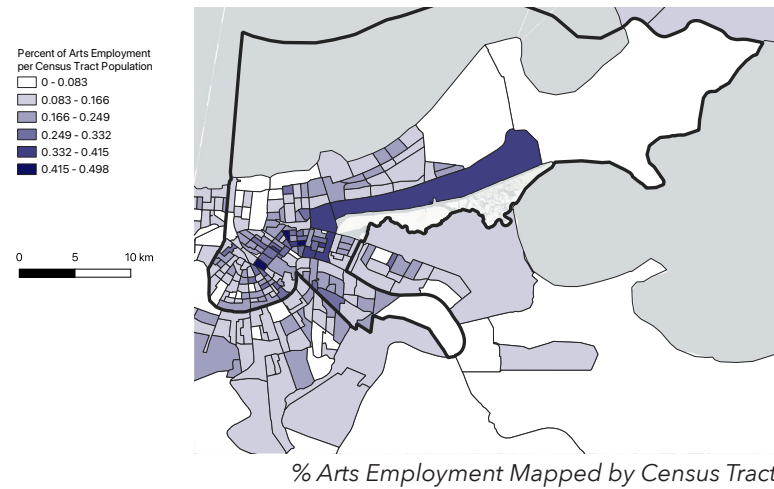 Percent of Arts Employment
per Census Tract Population
0 - 0.083
0.083 - 0.166
0.166 - 0.249
0.249 - 0.332
0.332 - 0.415
0.415 - 0.498
0 5 10 km
% Arts Employment Mapped by Census Tract